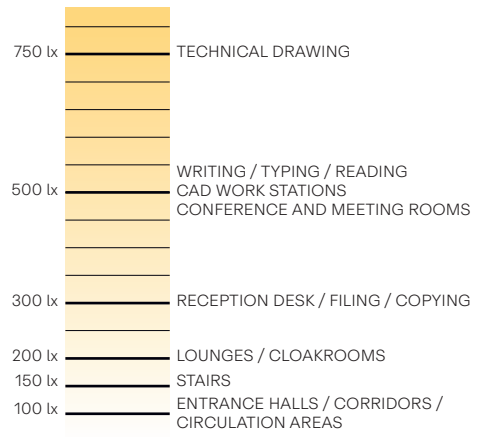 750 lx TECHNICAL DRAWING
WRITING / TYPING / READING
500 lx CAD WORK STATIONS
CONFERENCE AND MEETING ROOMS
300 lx RECEPTION DESK / FILING / COPYING
200 lx LOUNGES / CLOAKROOMS
150 lx STAIRS
100 lx ENTRANCE HALLS / CORRIDORS /
CIRCULATION AREAS